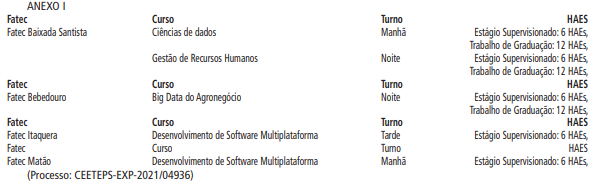 ANEXO I
Fatec Curso Turno HAES
Fatec Baixada Santista Ciências de dados Manhã Estágio Supervisionado: 6 HAEs,
Trabalho de Graduação: 12 HAEs,
Gestão de Recursos Humanos Noite Estágio Supervisionado: 6 HAEs,
Trabalho de Graduação: 12 HAEs,
Fatec Curso Turno HAES
Fatec Bebedouro Big Data do Agronegócio Noite Estágio Supervisionado: 6 HAEs,
Trabalho de Graduação: 12 HAEs,
Fatec Curso Turno HAES
Fatec Itaquera Desenvolvimento de Software Multiplataforma Tarde Estágio Supervisionado: 6 HAEs,
Fatec Curso Turno HAES
Fatec Matão Desenvolvimento de Software Multiplataforma Manhã Estágio Supervisionado: 6 HAEs,
(Processo: CEETEPS-EXP-2021/04936)